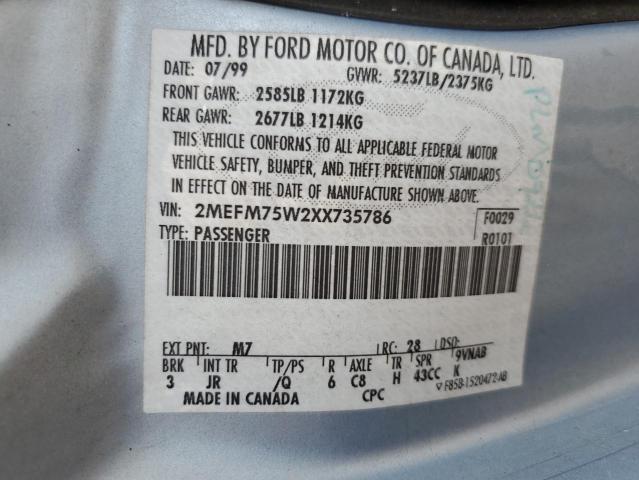 MFD. BY FORD MOTOR CO. OF CANADA, LTD.
DATE: 07/99 GVWR: 5237LB/2375KG
FRONT GAWR: 2585LB 1172KG
REAR GAWR: 2677LB 1214KG
THIS VEHICLE CONFORMS TO ALL APPLICABLE FEDERAL MOTOR
VEHICLE SAFETY, BUMPER, AND THEFT PREVENTION STANDARDS
IN EFFECT ON THE DATE OF MANUFACTURE SHOWN ABOVE.
VIN: 2MEFM75W2XX735786 F0029
TYPE: PASSENGER R0101
EXT PNT: M7 RC: 28 DSO:
BRK INT TR TP/PS R AXLE TR SPR 9VNAB
3 JR /Q 6 C8 H 43CC K
MADE IN CANADA CPC F85B-1520472-AB